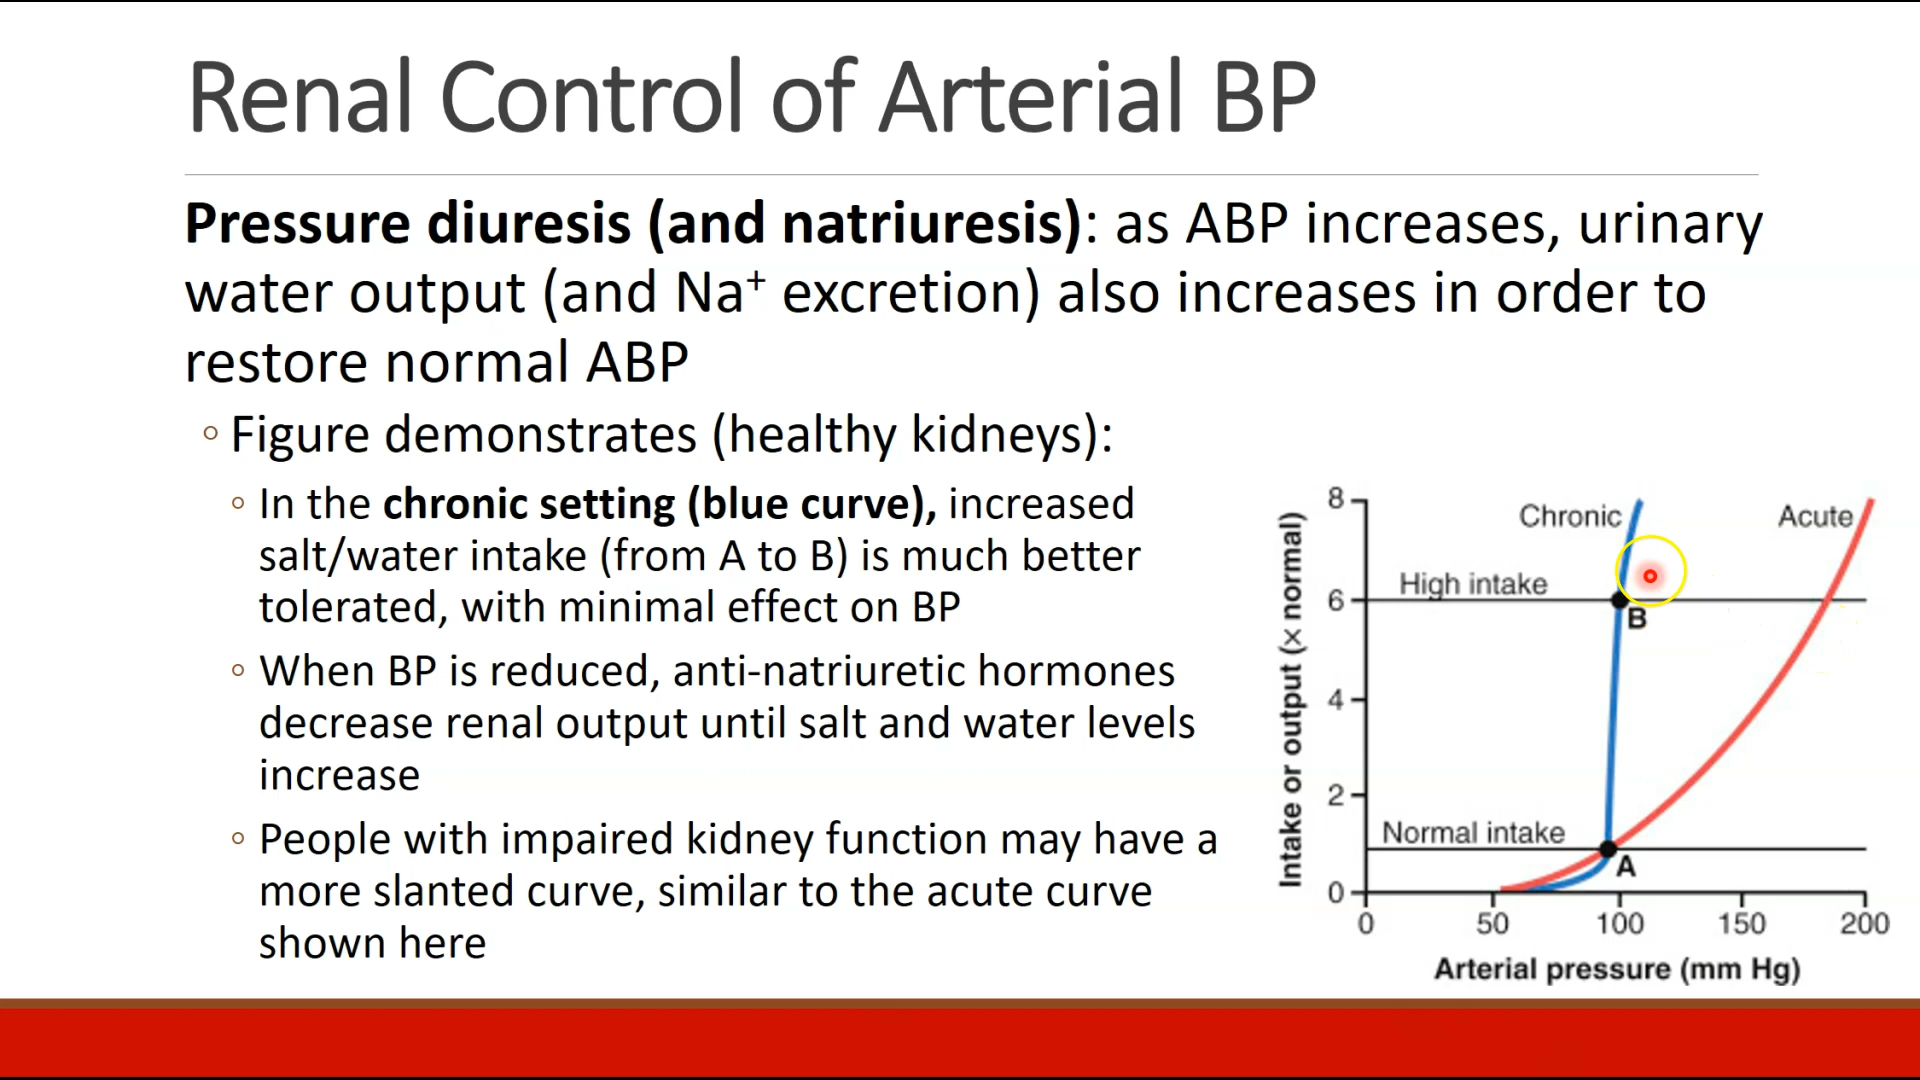 Renal Control of Arterial BP
Pressure diuresis (and natriuresis): as ABP increases, urinary
water output (and Na⁺ excretion) also increases in order to
restore normal ABP
◦ Figure demonstrates (healthy kidneys):
◦ In the chronic setting (blue curve), increased
salt/water intake (from A to B) is much better
tolerated, with minimal effect on BP
◦ When BP is reduced, anti-natriuretic hormones
decrease renal output until salt and water levels
increase
◦ People with impaired kidney function may have a
more slanted curve, similar to the acute curve
shown here
Intake or output (× normal)
8
6
4
2
0
Chronic
Acute
High intake
B
Normal intake
A
0 50 100 150 200
Arterial pressure (mm Hg)